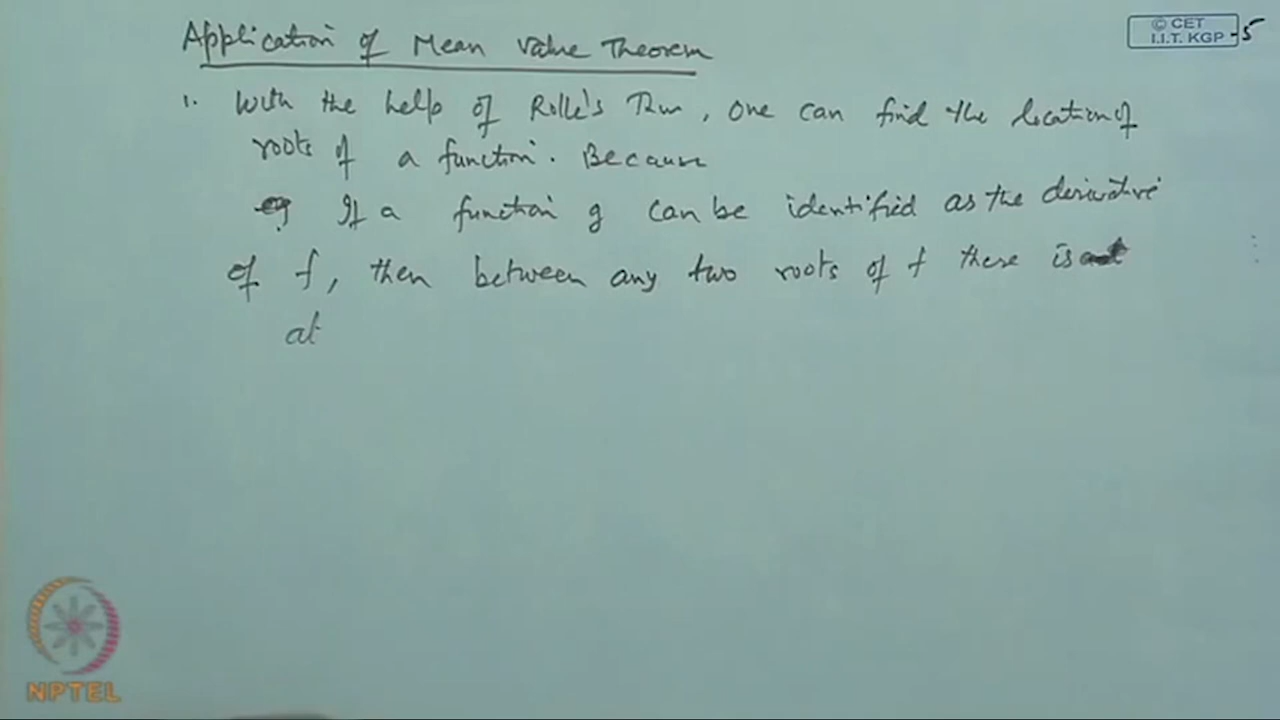 Application of Mean Value Theorem
© CET
I.I.T. KGP -5
1. With the help of Rolle's Thm, one can find the location of
roots of a function. Because
If a function g can be identified as the derivative
of f, then between any two roots of f there is
at
NPTEL